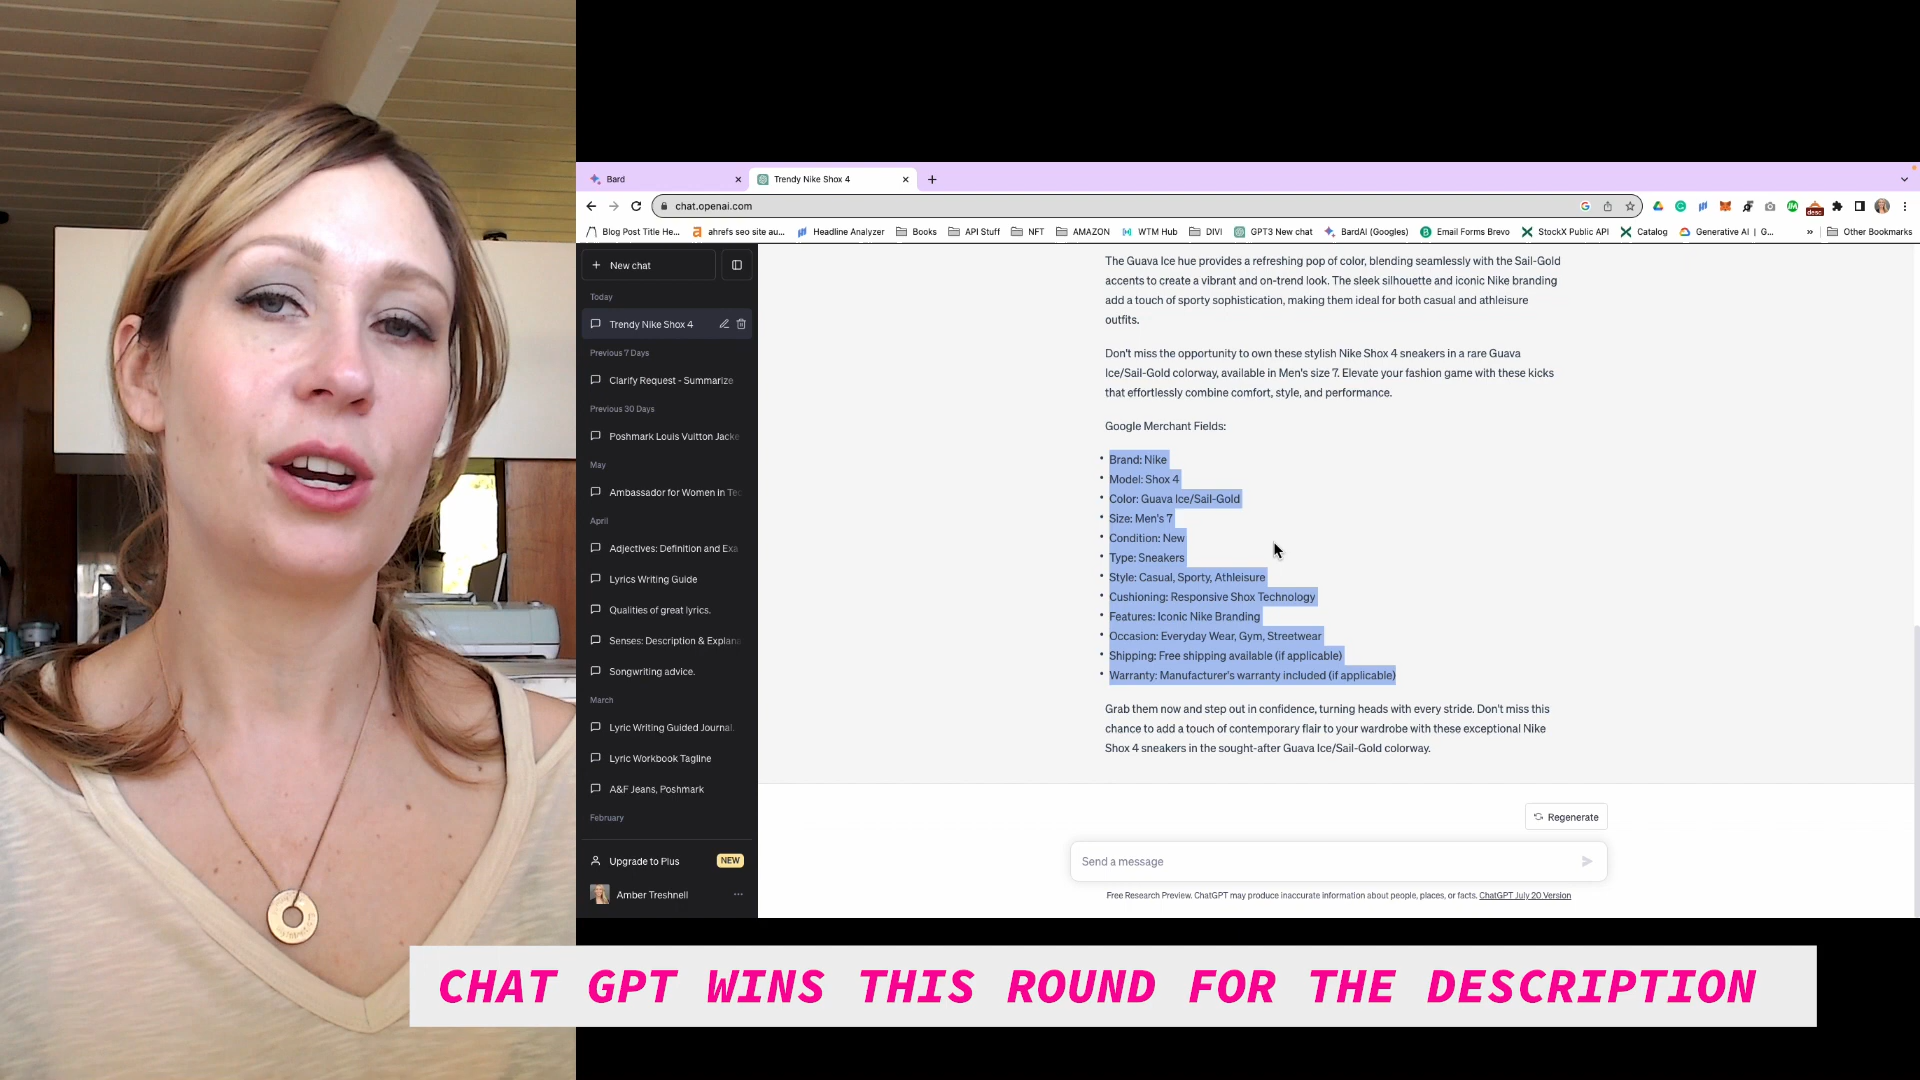 Bard
Trendy Nike Shox 4
chat.openai.com
Blog Post Title He...
ahrefs seo site au...
Headline Analyzer
Books
API Stuff
NFT
AMAZON
WTM Hub
DIVI
GPT3 New chat
BardAI (Googles)
Email Forms Brevo
StockX Public API
Catalog
Generative AI | G...
»
Other Bookmarks
desc
New chat
Today
Trendy Nike Shox 4
Previous 7 Days
Clarify Request - Summarize
Previous 30 Days
Poshmark Louis Vuitton Jacke
May
Ambassador for Women In Tec
April
Adjectives: Definition and Exa
Lyrics Writing Guide
Qualities of great lyrics.
Senses: Description & Explana
Songwriting advice.
March
Lyric Writing Guided Journal.
Lyric Workbook Tagline
A&F Jeans, Poshmark
February
Upgrade to Plus NEW
Amber Treshnell
The Guava Ice hue provides a refreshing pop of color, blending seamlessly with the Sail-Gold
accents to create a vibrant and on-trend look. The sleek silhouette and iconic Nike branding
add a touch of sporty sophistication, making them ideal for both casual and athleisure
outfits.
Don't miss the opportunity to own these stylish Nike Shox 4 sneakers in a rare Guava
Ice/Sail-Gold colorway, available in Men's size 7. Elevate your fashion game with these kicks
that effortlessly combine comfort, style, and performance.
Google Merchant Fields:
• Brand: Nike
• Model: Shox 4
• Color: Guava Ice/Sail-Gold
• Size: Men's 7
• Condition: New
• Type: Sneakers
• Style: Casual, Sporty, Athleisure
• Cushioning: Responsive Shox Technology
• Features: Iconic Nike Branding
• Occasion: Everyday Wear, Gym, Streetwear
• Shipping: Free shipping available (if applicable)
• Warranty: Manufacturer's warranty included (if applicable)
Grab them now and step out in confidence, turning heads with every stride. Don't miss this
chance to add a touch of contemporary flair to your wardrobe with these exceptional Nike
Shox 4 sneakers in the sought-after Guava Ice/Sail-Gold colorway.
Regenerate
Send a message
Free Research Preview. ChatGPT may produce inaccurate information about people, places, or facts. ChatGPT July 20 Version
CHAT GPT WINS THIS ROUND FOR THE DESCRIPTION